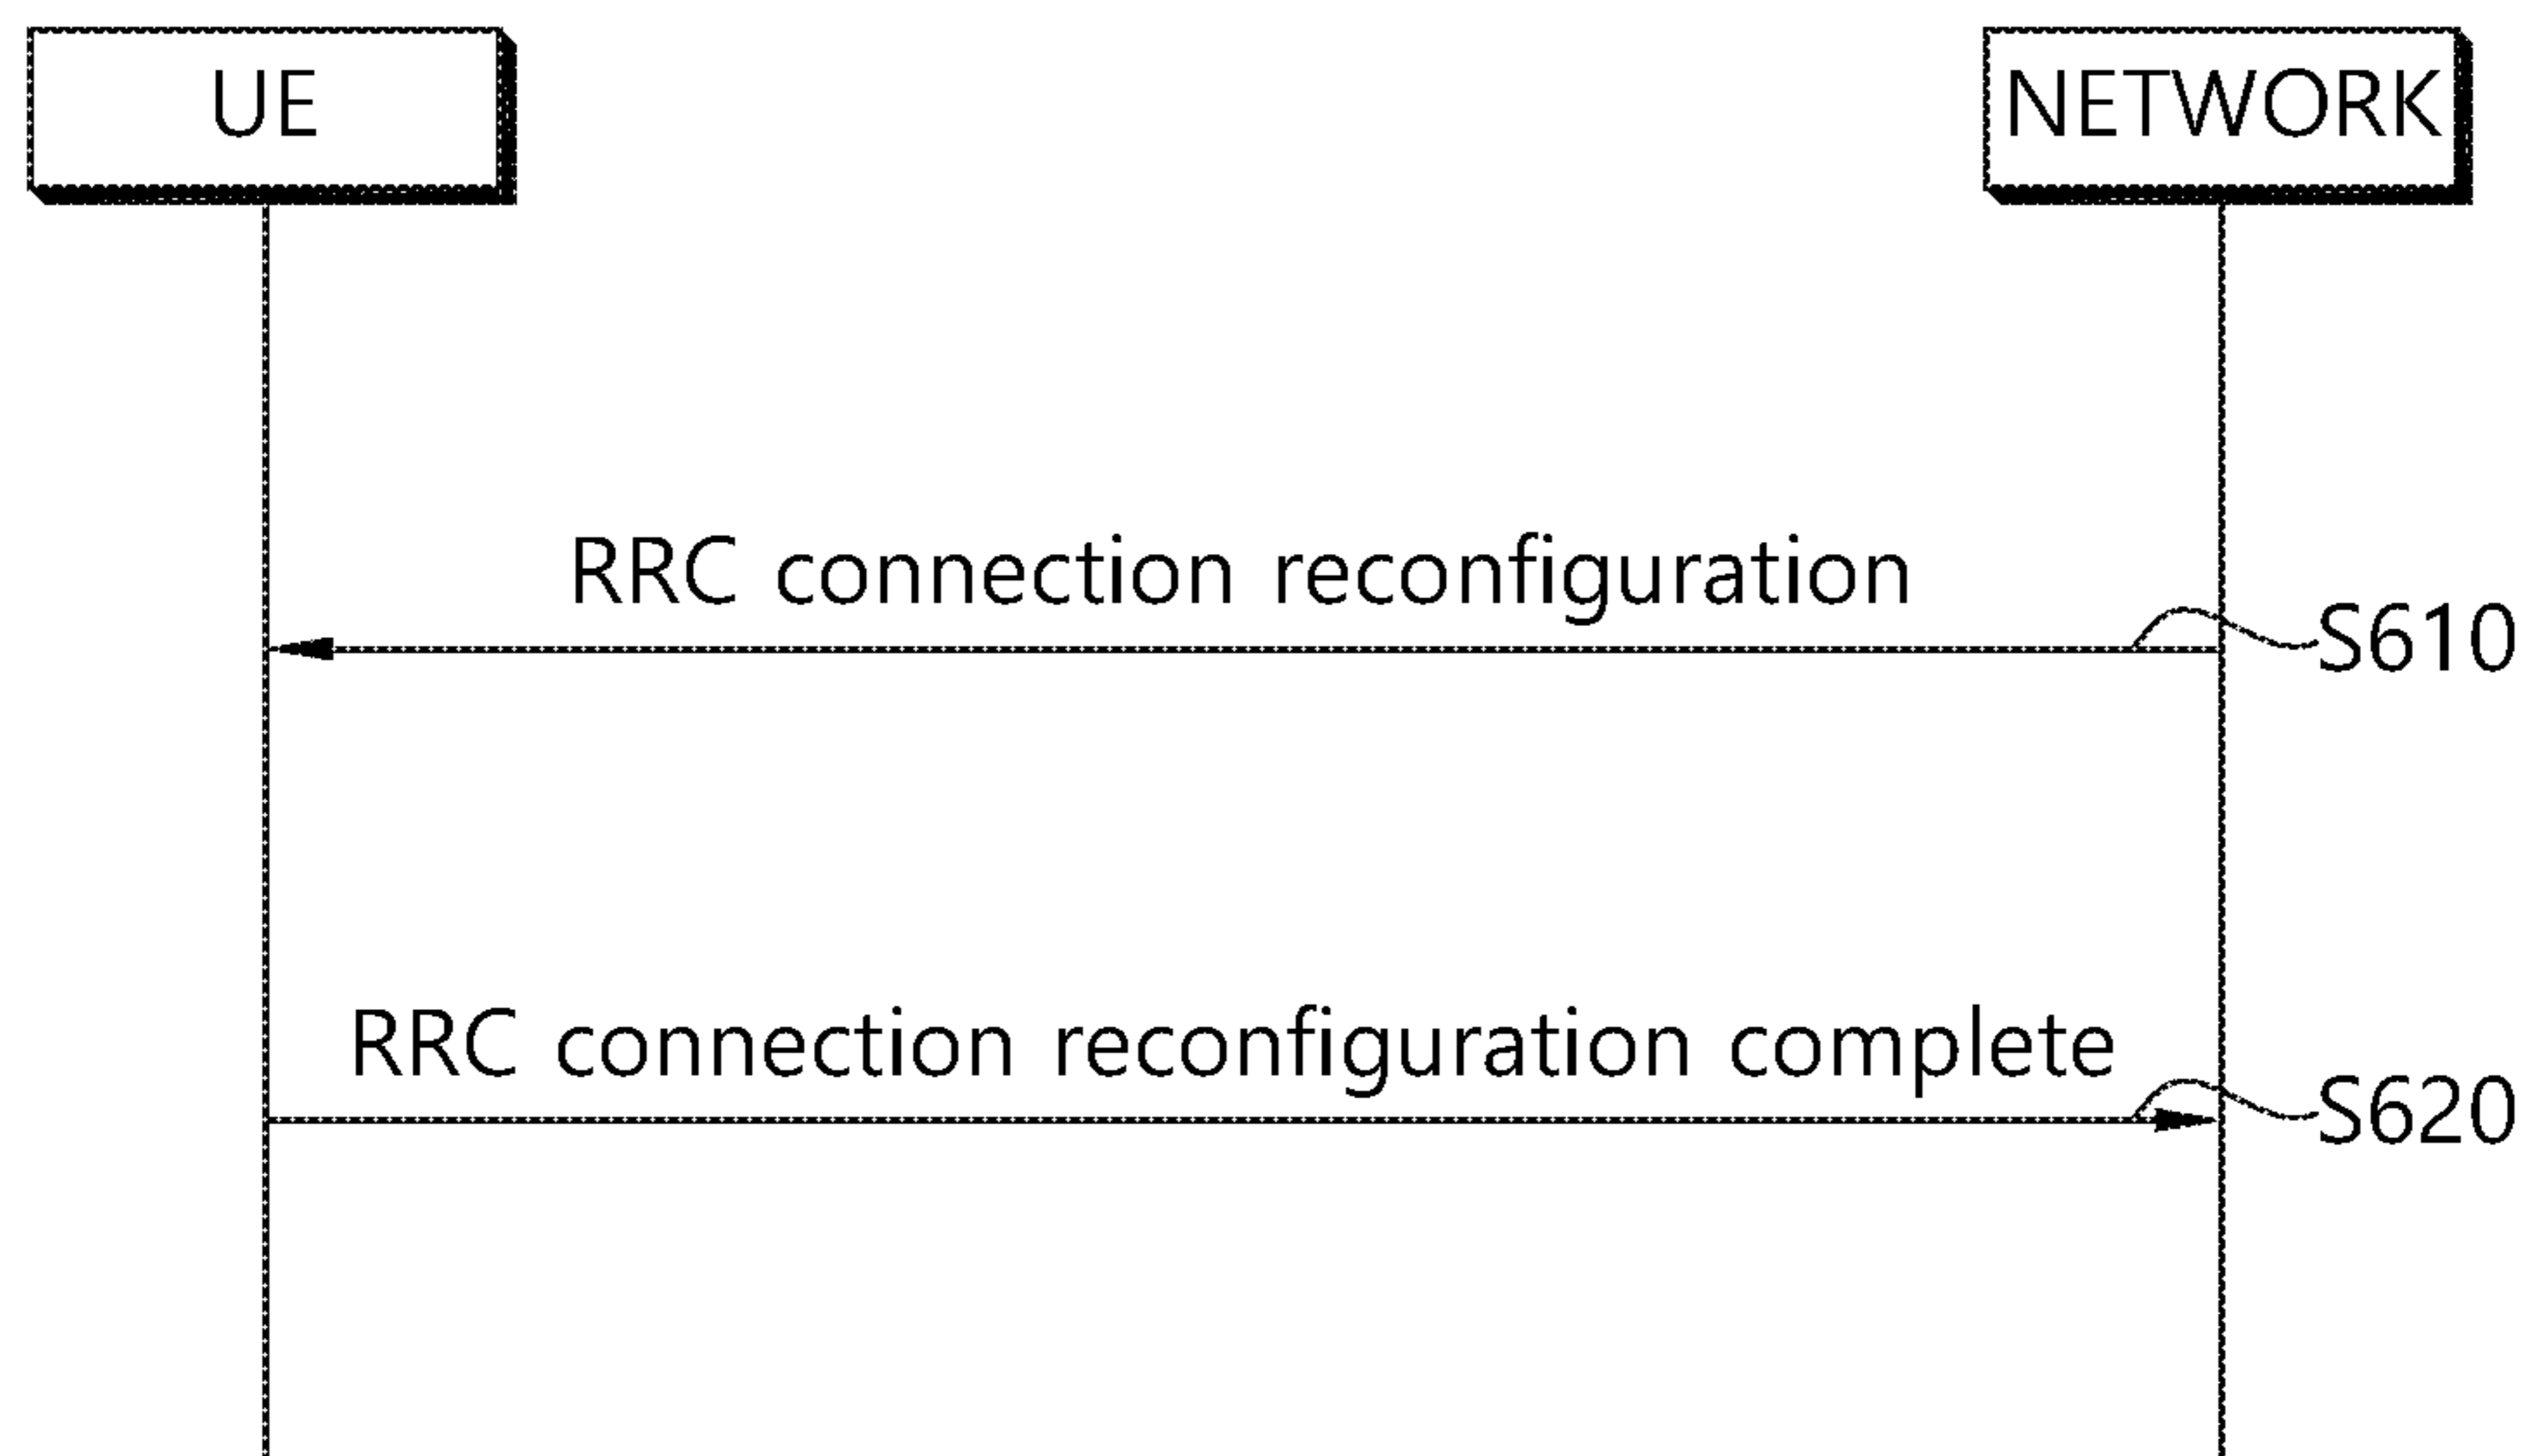 UE
NETWORK
RRC connection reconfiguration
S610
RRC connection reconfiguration complete
S620